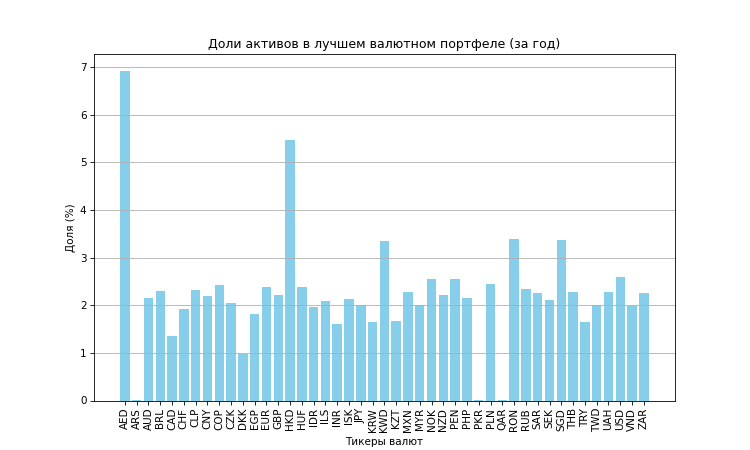 Доли активов в лучшем валютном портфеле (за год)
7
6
5
4
3
2
1
0
Доля (%)
AED ARS AUD BRL CAD CHF CLP CNY COP CZK DKK EGP EUR GBP HKD HUF IDR ILS INR ISK JPY KRW KWD KZT MXN MYR NOK NZD PEN PHP PKR PLN QAR RON RUB SAR SEK SGD THB TRY TWD UAH USD VND ZAR
Тикеры валют